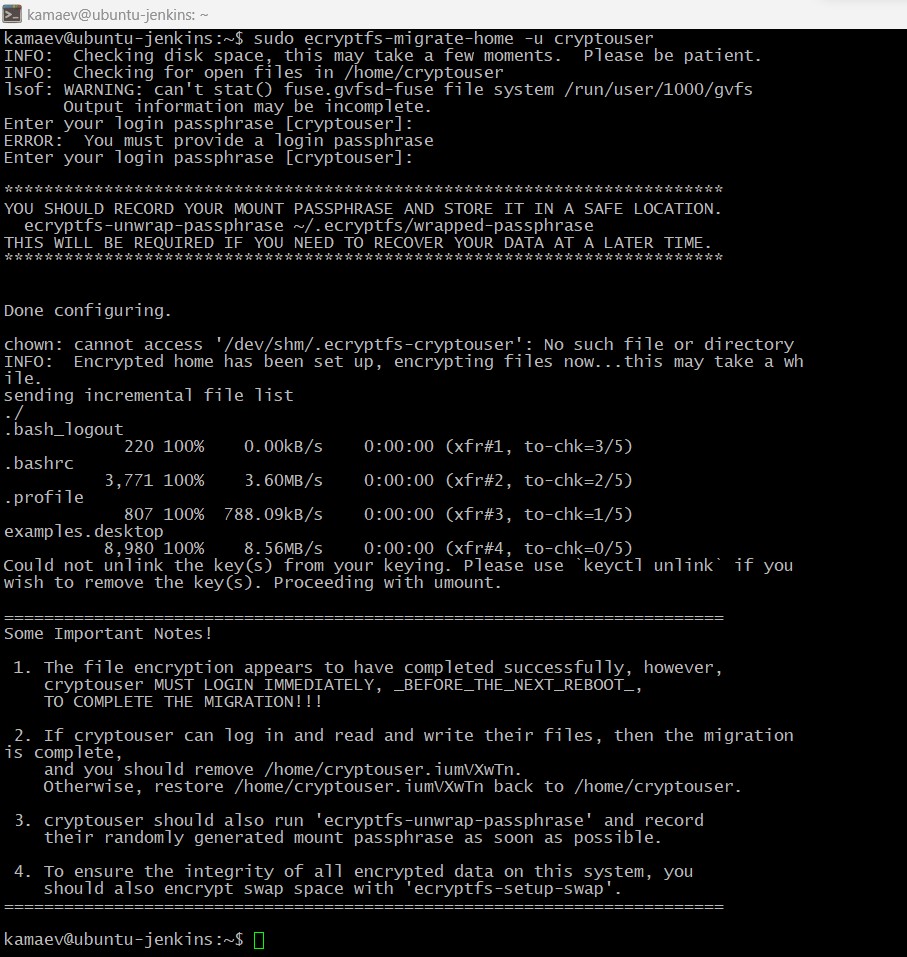 kamaev@ubuntu-jenkins: ~
kamaev@ubuntu-jenkins:~$ sudo ecryptfs-migrate-home -u cryptouser
INFO:  Checking disk space, this may take a few moments.  Please be patient.
INFO:  Checking for open files in /home/cryptouser
lsof: WARNING: can't stat() fuse.gvfsd-fuse file system /run/user/1000/gvfs
      Output information may be incomplete.
Enter your login passphrase [cryptouser]:
ERROR:  You must provide a login passphrase
Enter your login passphrase [cryptouser]:
************************************************************************
YOU SHOULD RECORD YOUR MOUNT PASSPHRASE AND STORE IT IN A SAFE LOCATION.
  ecryptfs-unwrap-passphrase ~/.ecryptfs/wrapped-passphrase
THIS WILL BE REQUIRED IF YOU NEED TO RECOVER YOUR DATA AT A LATER TIME.
************************************************************************
Done configuring.
chown: cannot access '/dev/shm/.ecryptfs-cryptouser': No such file or directory
INFO:  Encrypted home has been set up, encrypting files now...this may take a wh
ile.
sending incremental file list
./
.bash_logout
            220 100%    0.00kB/s    0:00:00 (xfr#1, to-chk=3/5)
.bashrc
          3,771 100%    3.60MB/s    0:00:00 (xfr#2, to-chk=2/5)
.profile
            807 100%  788.09kB/s    0:00:00 (xfr#3, to-chk=1/5)
examples.desktop
          8,980 100%    8.56MB/s    0:00:00 (xfr#4, to-chk=0/5)
Could not unlink the key(s) from your keying. Please use `keyctl unlink` if you
wish to remove the key(s). Proceeding with umount.
========================================================================
Some Important Notes!
 1. The file encryption appears to have completed successfully, however,
    cryptouser MUST LOGIN IMMEDIATELY, _BEFORE_THE_NEXT_REBOOT_,
    TO COMPLETE THE MIGRATION!!!
 2. If cryptouser can log in and read and write their files, then the migration
is complete,
    and you should remove /home/cryptouser.iumVXwTn.
    Otherwise, restore /home/cryptouser.iumVXwTn back to /home/cryptouser.
 3. cryptouser should also run 'ecryptfs-unwrap-passphrase' and record
    their randomly generated mount passphrase as soon as possible.
 4. To ensure the integrity of all encrypted data on this system, you
    should also encrypt swap space with 'ecryptfs-setup-swap'.
========================================================================
kamaev@ubuntu-jenkins:~$